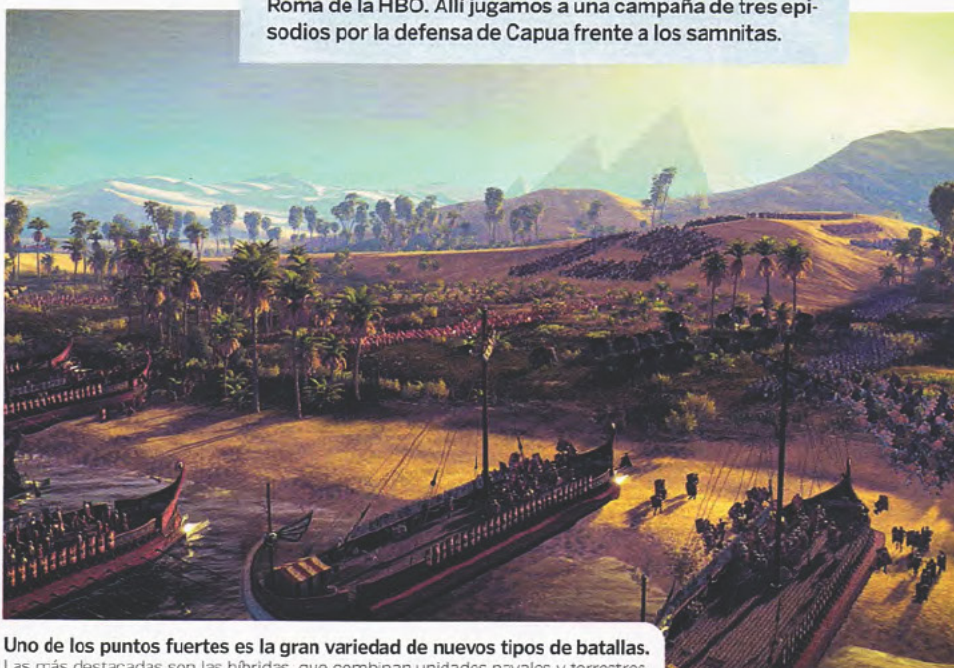 Roma de la HBO. Allí jugamos a una campaña de tres epi-
sodios por la defensa de Capua frente a los samnitas.
Uno de los puntos fuertes es la gran variedad de nuevos tipos de batallas.
Las más destacadas son las híbridas, que combinan unidades navales y terrestres